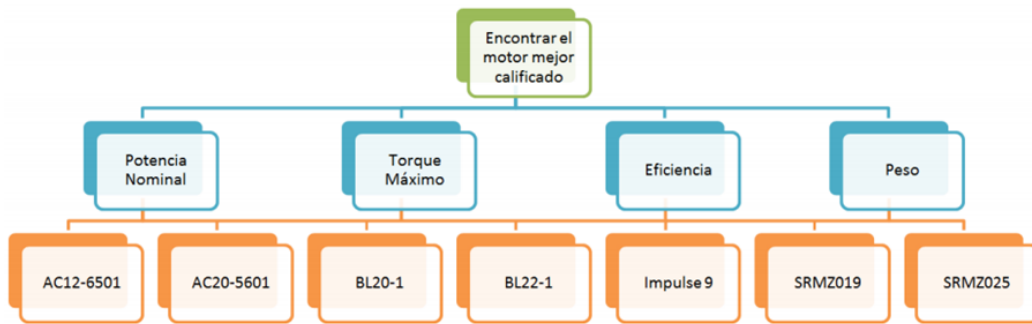 Encontrar el
motor mejor
calificado
Potencia
Nominal
Torque
Máximo
Eficiencia
Peso
AC12-6501
AC20-5601
BL20-1
BL22-1
Impulse 9
SRMZ019
SRMZ025